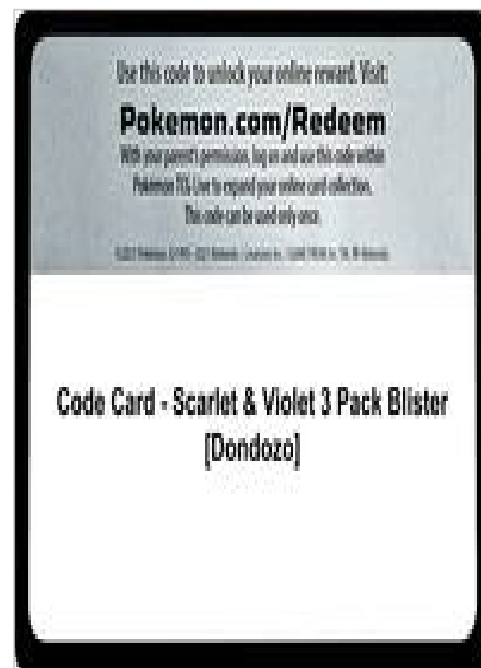 Use this code to unlock your online reward. Visit
Pokemon.com/Redeem
With your parent's permission, log on and use this code within
Pokémon TCG Live to expand your online card collection.
This code can be used only once.
Code Card - Scarlet & Violet 3 Pack Blister
[Dondozo]